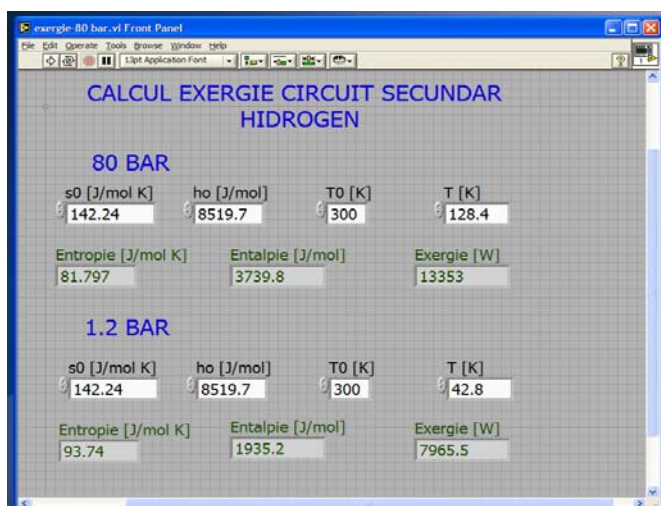 exergie-80 bar.vi Front Panel
File Edit Operate Tools Browse Window Help
13pt Application Font
CALCUL EXERGIE CIRCUIT SECUNDAR
HIDROGEN
80 BAR
s0 [J/mol K] ho [J/mol] T0 [K] T [K]
142.24 8519.7 300 128.4
Entropie [J/mol K] Entalpie [J/mol] Exergie [W]
81.797 3739.8 13353
1.2 BAR
s0 [J/mol K] ho [J/mol] T0 [K] T [K]
142.24 8519.7 300 42.8
Entropie [J/mol K] Entalpie [J/mol] Exergie [W]
93.74 1935.2 7965.5